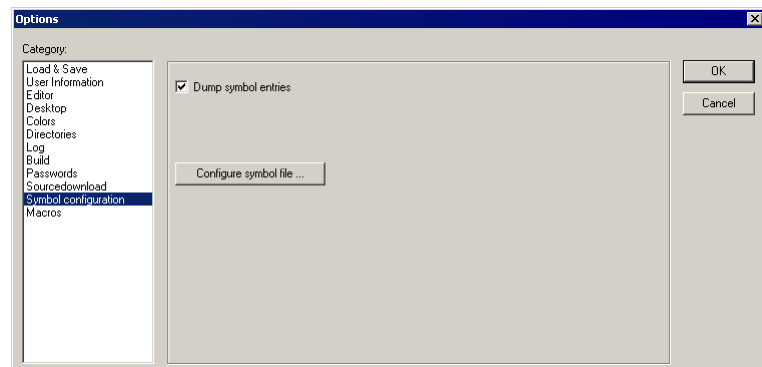 Options
Category:
Load & Save
User Information
Editor
Desktop
Colors
Directories
Log
Build
Passwords
Sourcedownload
Symbol configuration
Macros
Dump symbol entries
Configure symbol file ...
OK
Cancel